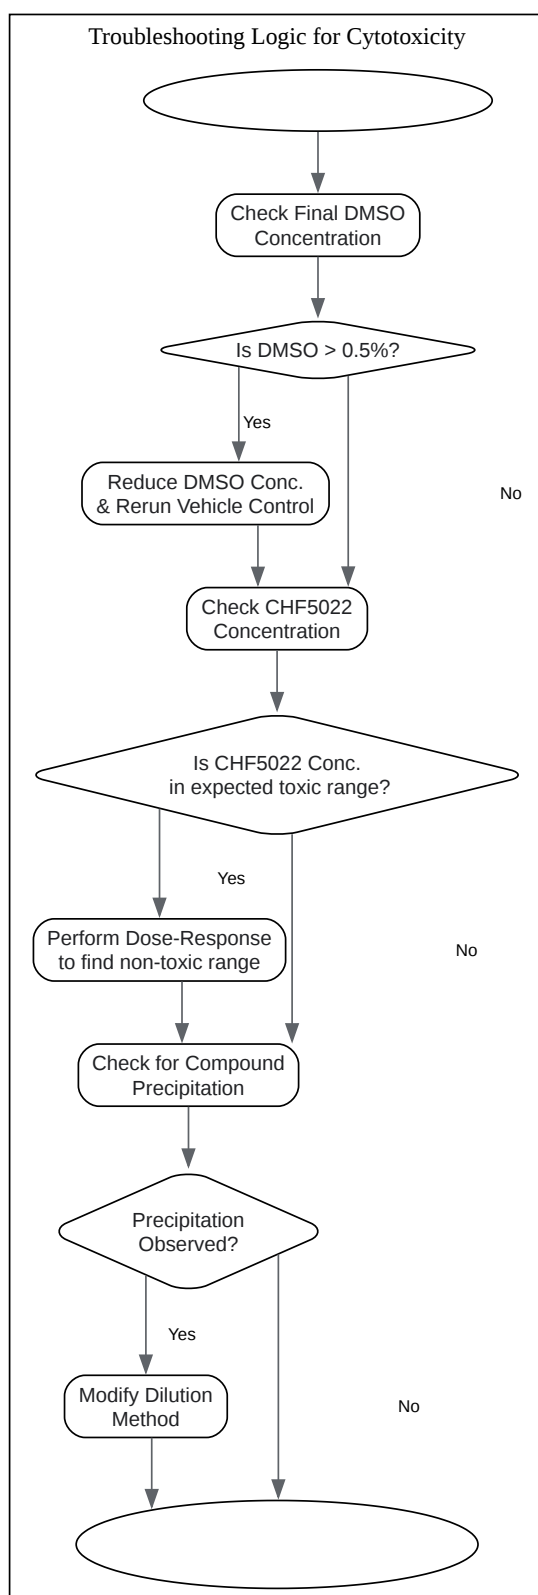 Troubleshooting Logic for Cytotoxicity
Check Final DMSO
Concentration
Is DMSO > 0.5%?
Yes
Reduce DMSO Conc.
& Rerun Vehicle Control
No
Check CHF5022
Concentration
Is CHF5022 Conc.
in expected toxic range?
Yes
Perform Dose-Response
to find non-toxic range
No
Check for Compound
Precipitation
Precipitation
Observed?
Yes
Modify Dilution
Method
No